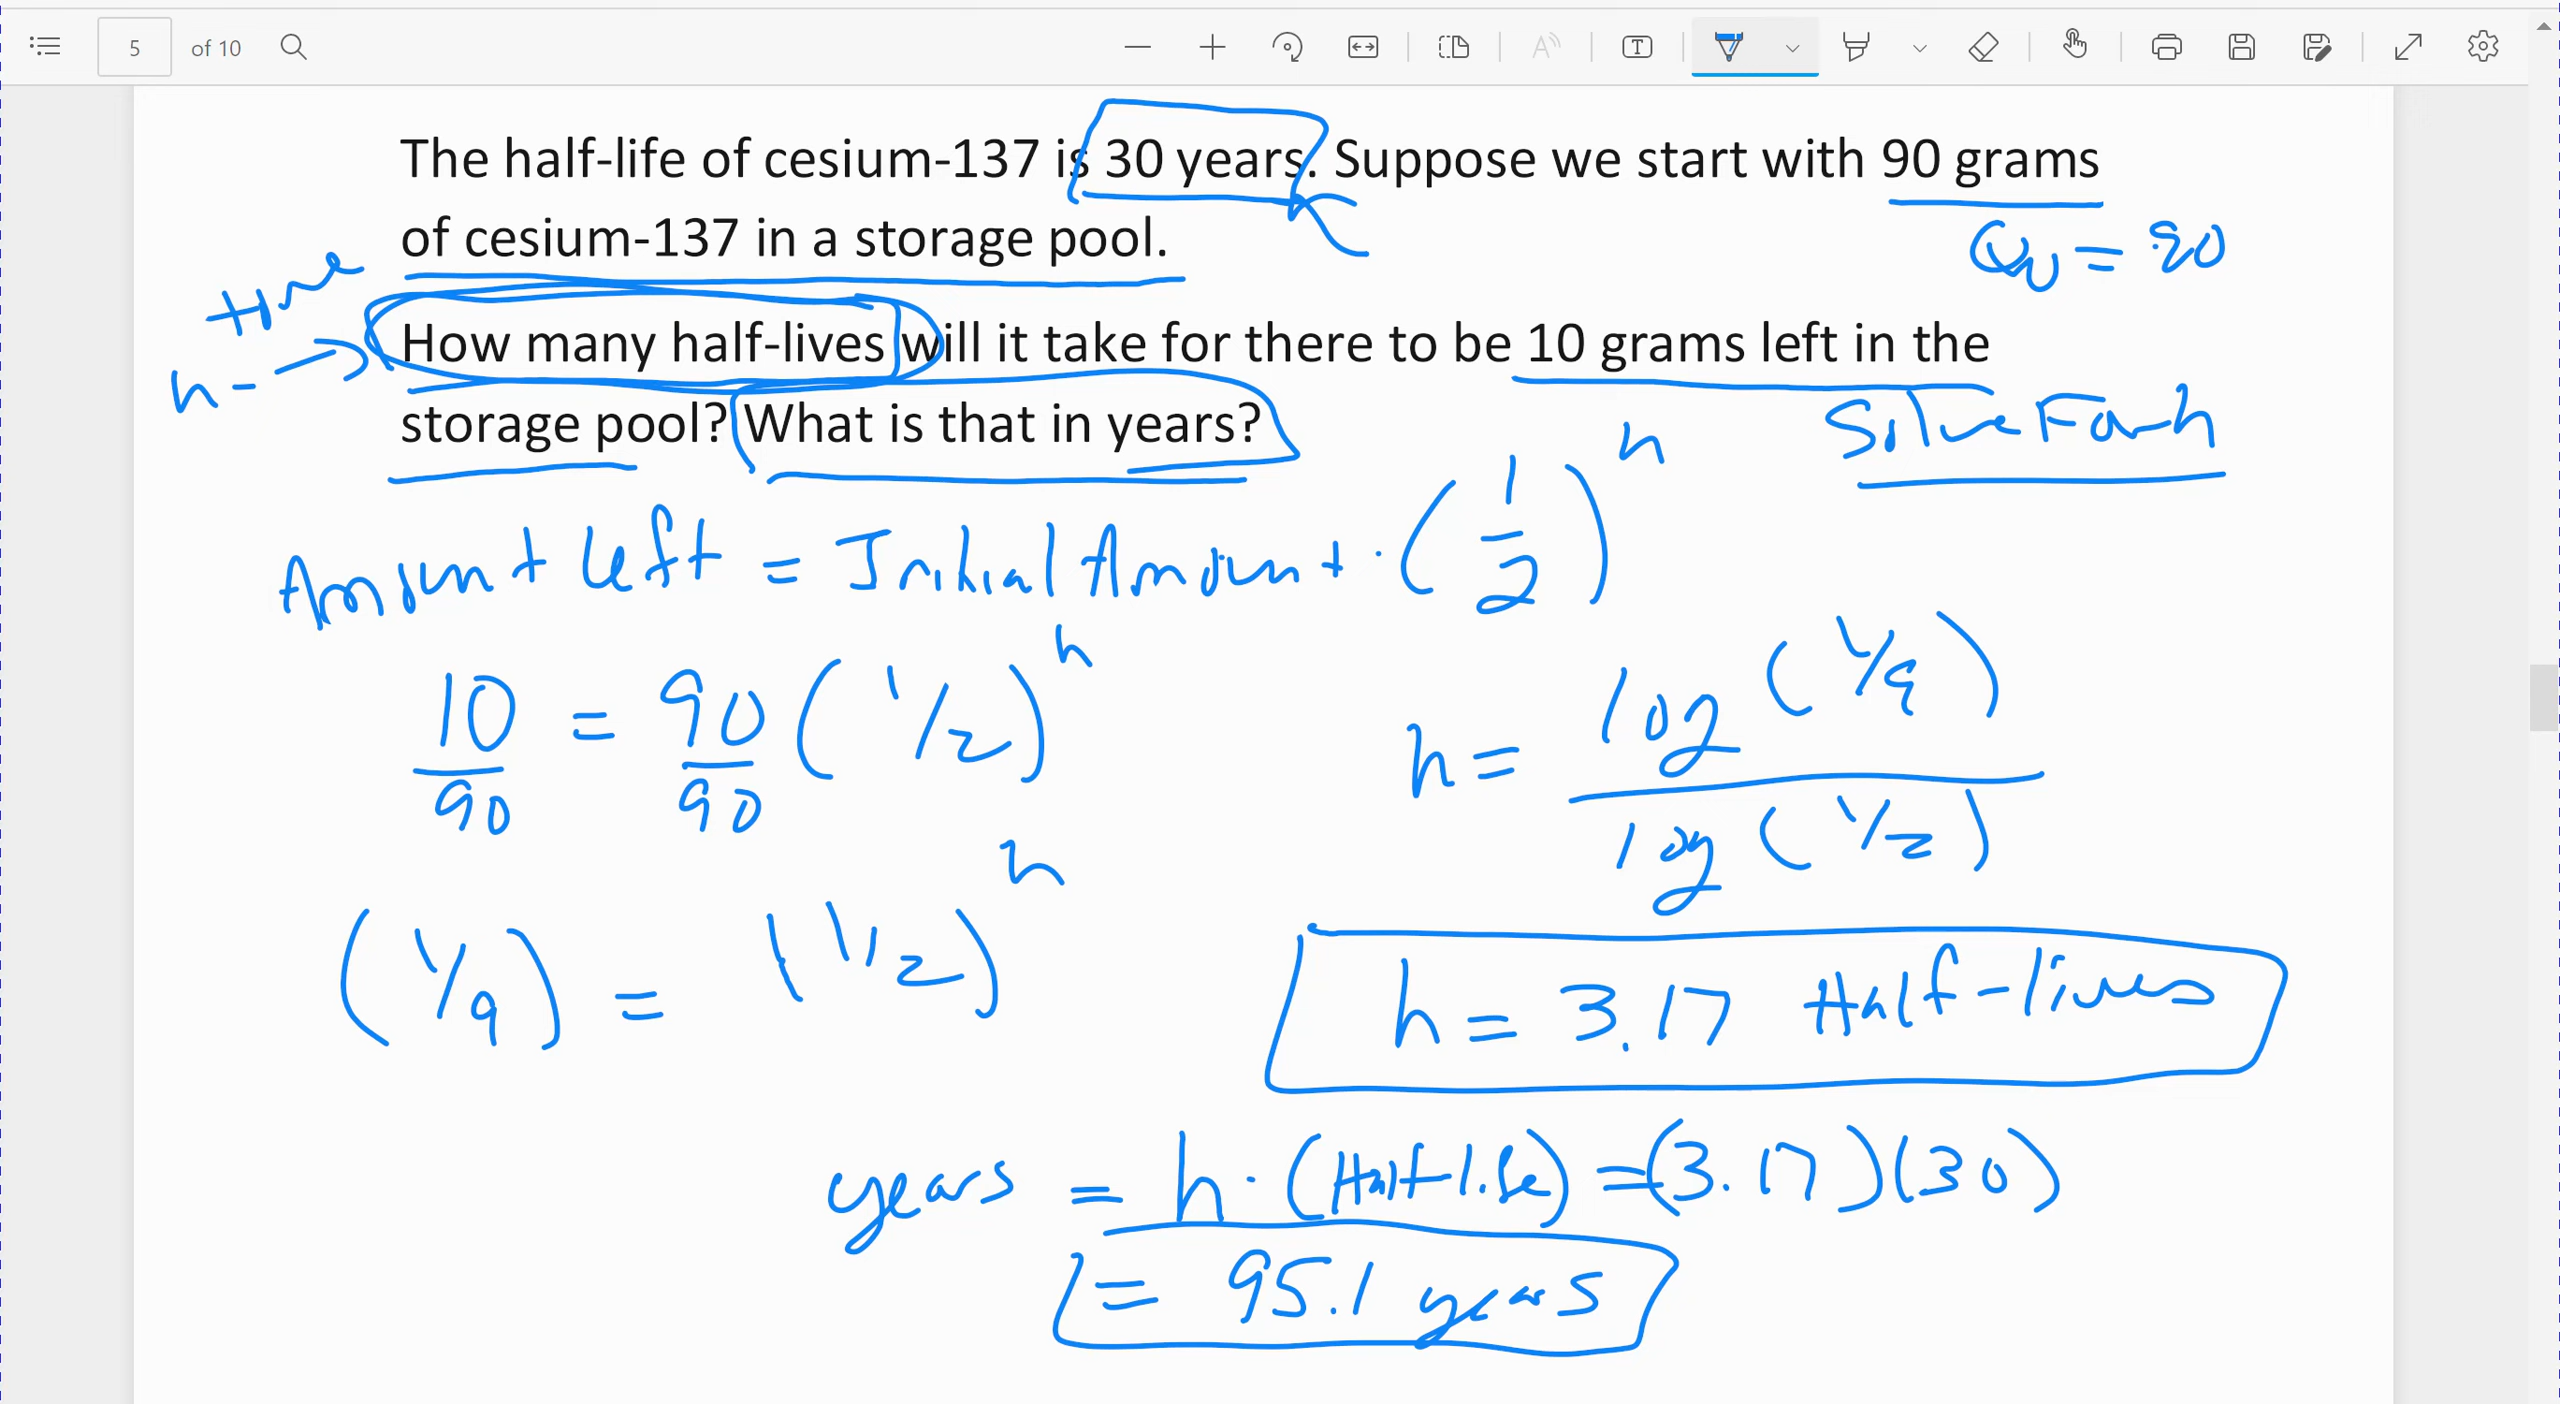 5 of 10
The half-life of cesium-137 is 30 years. Suppose we start with 90 grams
of cesium-137 in a storage pool.
Q₀ = 90
time
h -
How many half-lives will it take for there to be 10 grams left in the
storage pool? What is that in years?
Solve For h
Amount left = Initial Amount · (1/2)^h
10/90 = 90/90 (1/2)^h
(1/9) = (1/2)^h
h = log(1/9) / log(1/2)
h = 3.17 Half-lives
years = h · (Half-life) = (3.17)(30)
= 95.1 years